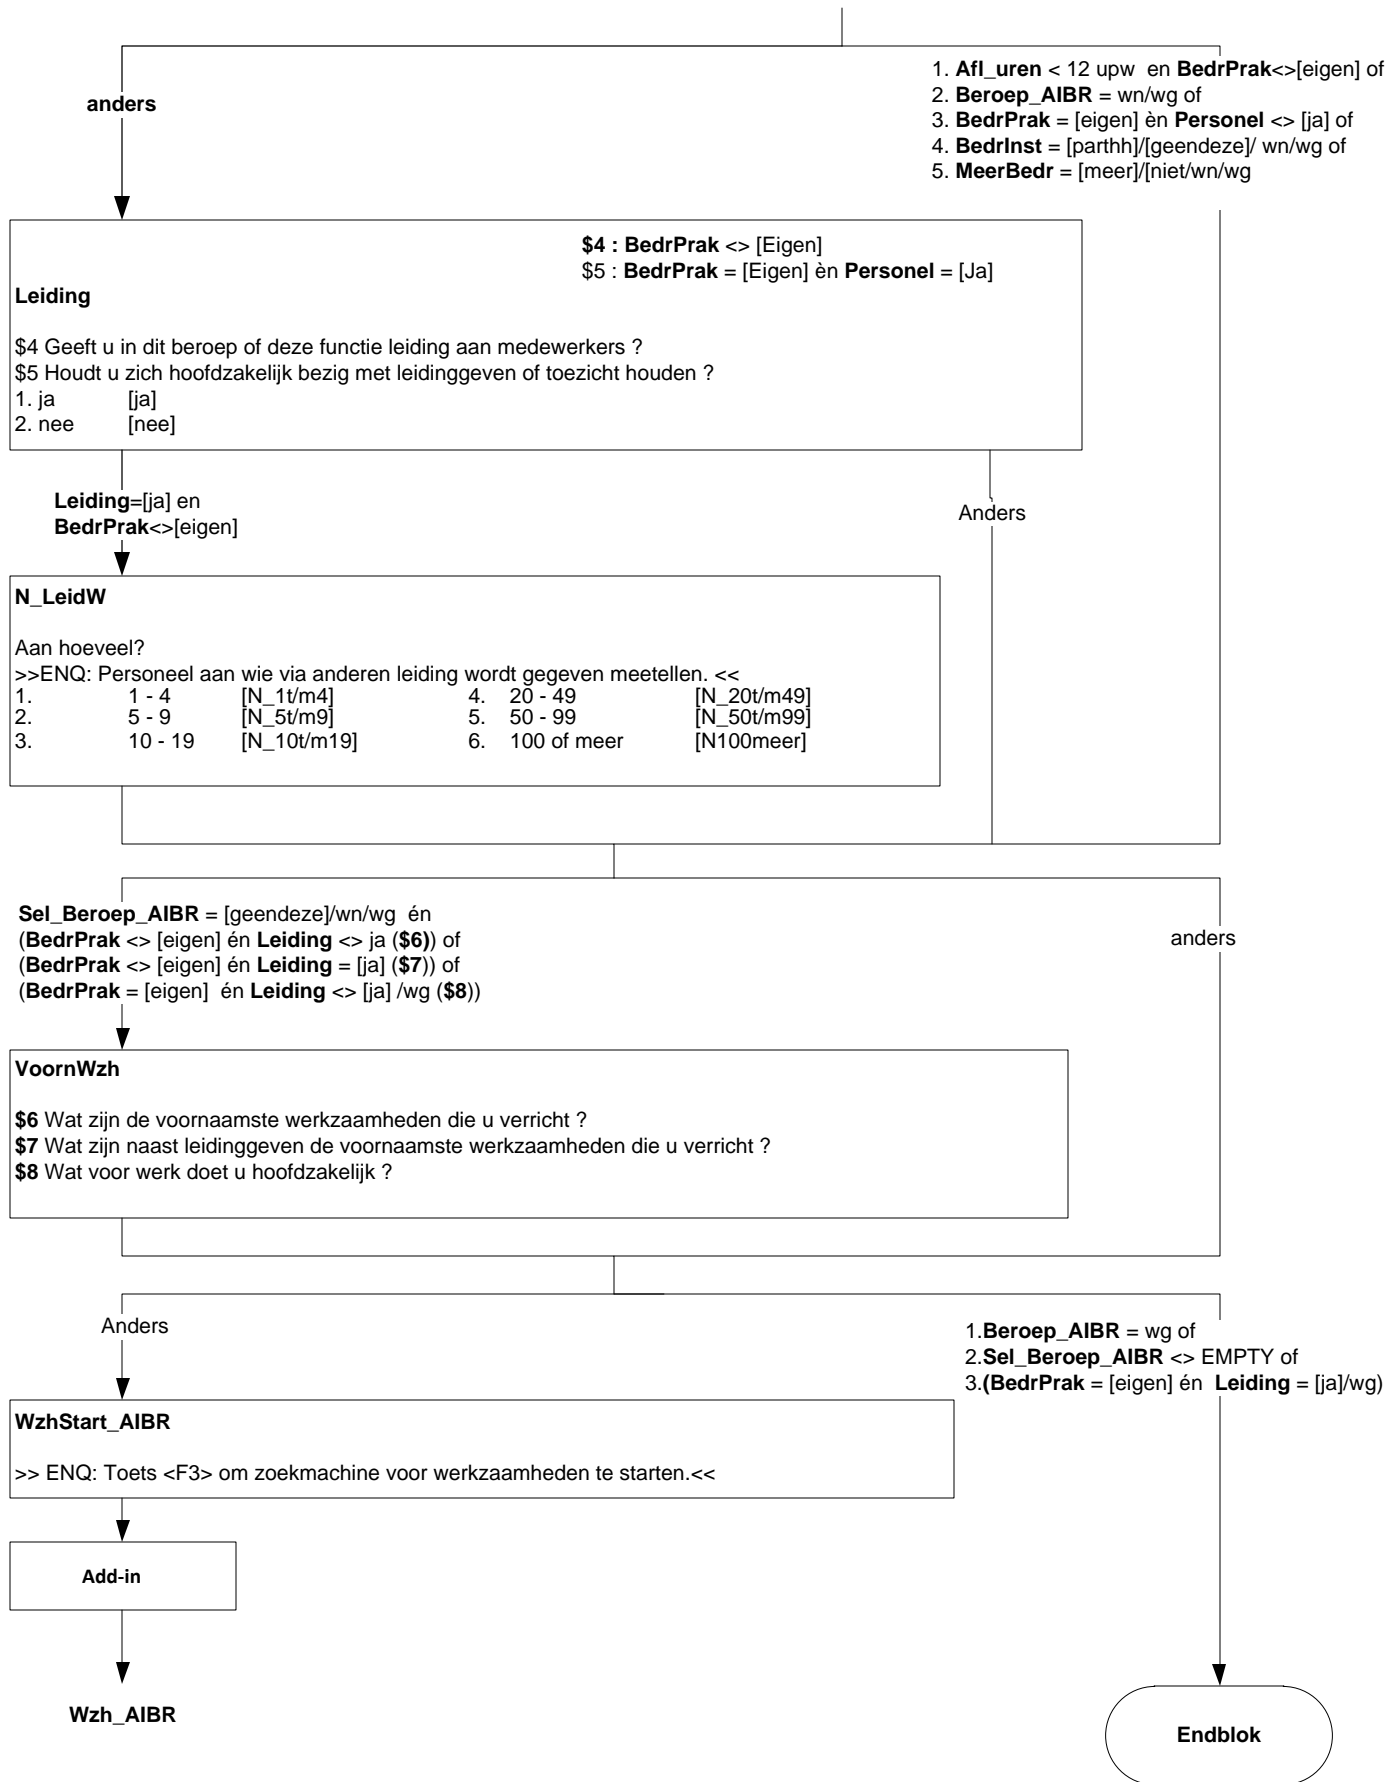 1. Afl_uren < 12 upw  en BedrPrak<>[eigen] of
2. Beroep_AIBR = wn/wg of
3. BedrPrak = [eigen] èn Personel <> [ja] of
4. BedrInst = [parthh]/[geendeze]/ wn/wg of
5. MeerBedr = [meer]/[niet/wn/wg
anders
$4 : BedrPrak <> [Eigen]
$5 : BedrPrak = [Eigen] èn Personel = [Ja]
Leiding
$4 Geeft u in dit beroep of deze functie leiding aan medewerkers ?
$5 Houdt u zich hoofdzakelijk bezig met leidinggeven of toezicht houden ?
1. ja [ja]
2. nee [nee]
Leiding=[ja] en
BedrPrak<>[eigen]
Anders
N_LeidW
Aan hoeveel?
>>ENQ: Personeel aan wie via anderen leiding wordt gegeven meetellen. <<
1. 1 - 4 [N_1t/m4] 4. 20 - 49 [N_20t/m49]
2. 5 - 9 [N_5t/m9] 5. 50 - 99 [N_50t/m99]
3. 10 - 19 [N_10t/m19] 6. 100 of meer [N100meer]
Sel_Beroep_AIBR = [geendeze]/wn/wg  én
(BedrPrak <> [eigen] én Leiding <> ja ($6)) of
(BedrPrak <> [eigen] én Leiding = [ja] ($7)) of
(BedrPrak = [eigen]  én Leiding <> [ja] /wg ($8))
anders
VoornWzh
$6 Wat zijn de voornaamste werkzaamheden die u verricht ?
$7 Wat zijn naast leidinggeven de voornaamste werkzaamheden die u verricht ?
$8 Wat voor werk doet u hoofdzakelijk ?
Anders
1.Beroep_AIBR = wg of
2.Sel_Beroep_AIBR <> EMPTY of
3.(BedrPrak = [eigen] én  Leiding = [ja]/wg)
WzhStart_AIBR
>> ENQ: Toets <F3> om zoekmachine voor werkzaamheden te starten.<<
Add-in
Wzh_AIBR
Endblok